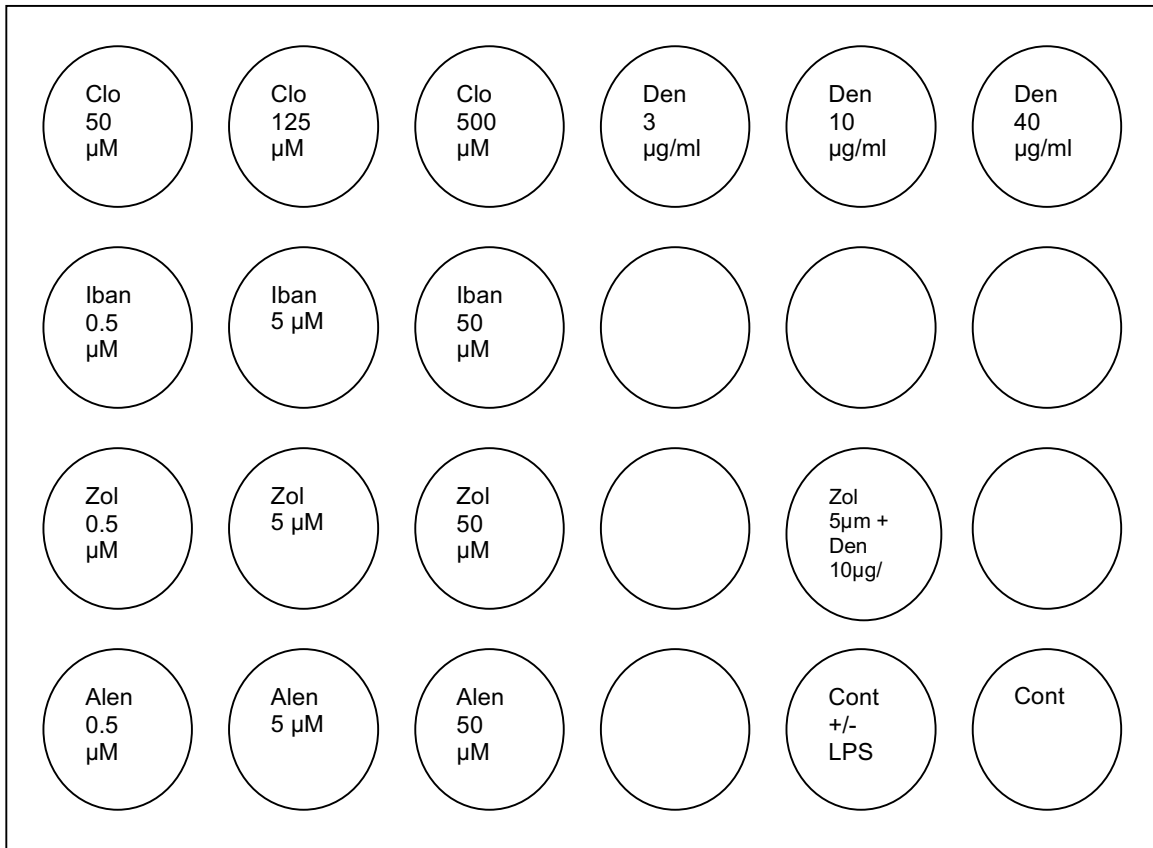 Clo
50
µM
Clo
125
µM
Clo
500
µM
Den
3
µg/ml
Den
10
µg/ml
Den
40
µg/ml
Iban
0.5
µM
Iban
5 µM
Iban
50
µM
Zol
0.5
µM
Zol
5 µM
Zol
50
µM
Zol
5µm +
Den
10µg/
Alen
0.5
µM
Alen
5 µM
Alen
50
µM
Cont
+/-
LPS
Cont